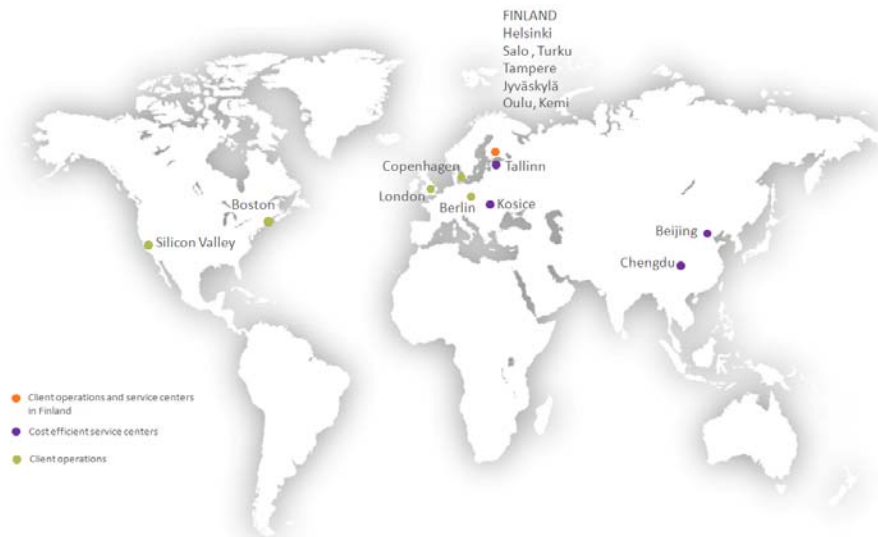 FINLAND
Helsinki
Salo , Turku
Tampere
Jyväskylä
Oulu, Kemi
Copenhagen
Tallinn
London
Berlin
Kosice
Boston
Silicon Valley
Beijing
Chengdu
Client operations and service centers
in Finland
Cost efficient service centers
Client operations